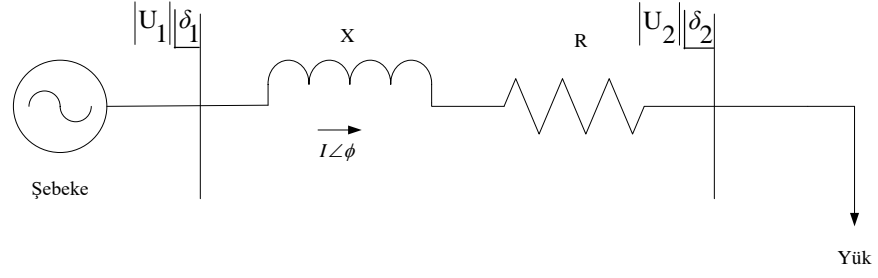 |U₁|∠δ₁
X
R
|U₂|∠δ₂
I∠ϕ
Şebeke
Yük